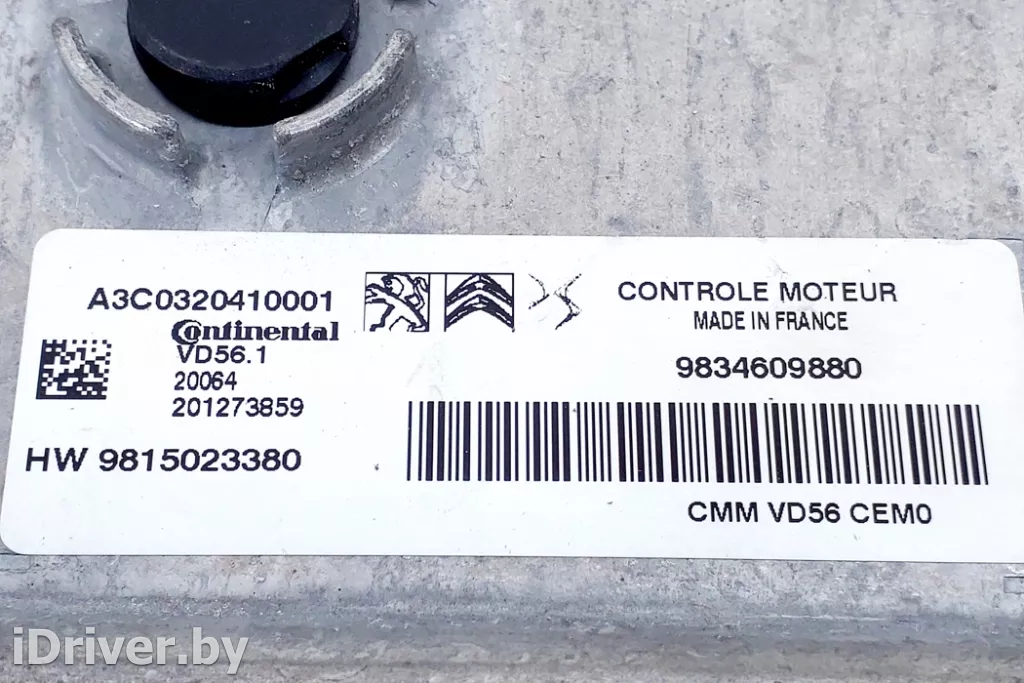 A3C0320410001
Continental
VD56.1
20064
201273859
HW 9815023380
CONTROLE MOTEUR
MADE IN FRANCE
9834609880
CMM VD56 CEM0
iDriver.by